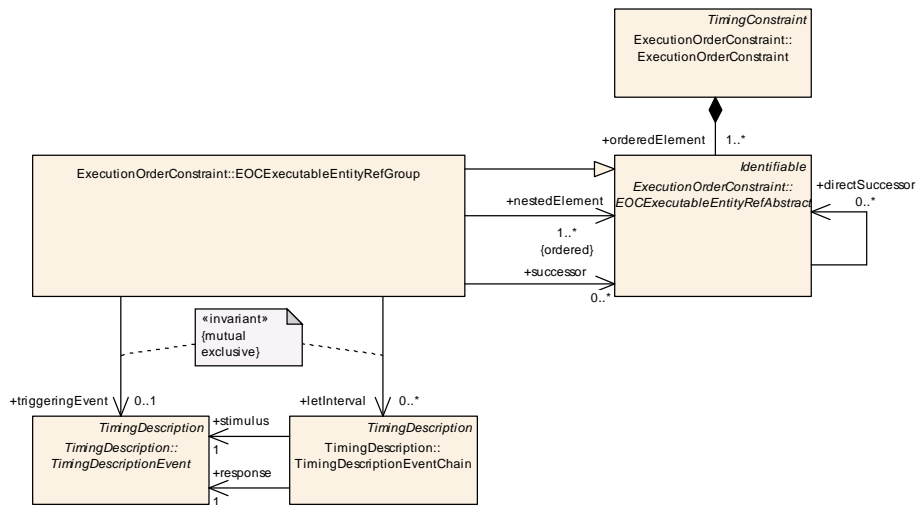 TimingConstraint
ExecutionOrderConstraint::
ExecutionOrderConstraint
+orderedElement 1..*
ExecutionOrderConstraint::EOCExecutableEntityRefGroup
Identifiable
ExecutionOrderConstraint::
EOCExecutableEntityRefAbstract
+directSuccessor
0..*
+nestedElement
1..*
{ordered}
+successor
0..*
«invariant»
{mutual
exclusive}
+triggeringEvent 0..1
+letInterval 0..*
TimingDescription
TimingDescription::
TimingDescriptionEvent
+stimulus
1
+response
1
TimingDescription
TimingDescription::
TimingDescriptionEventChain